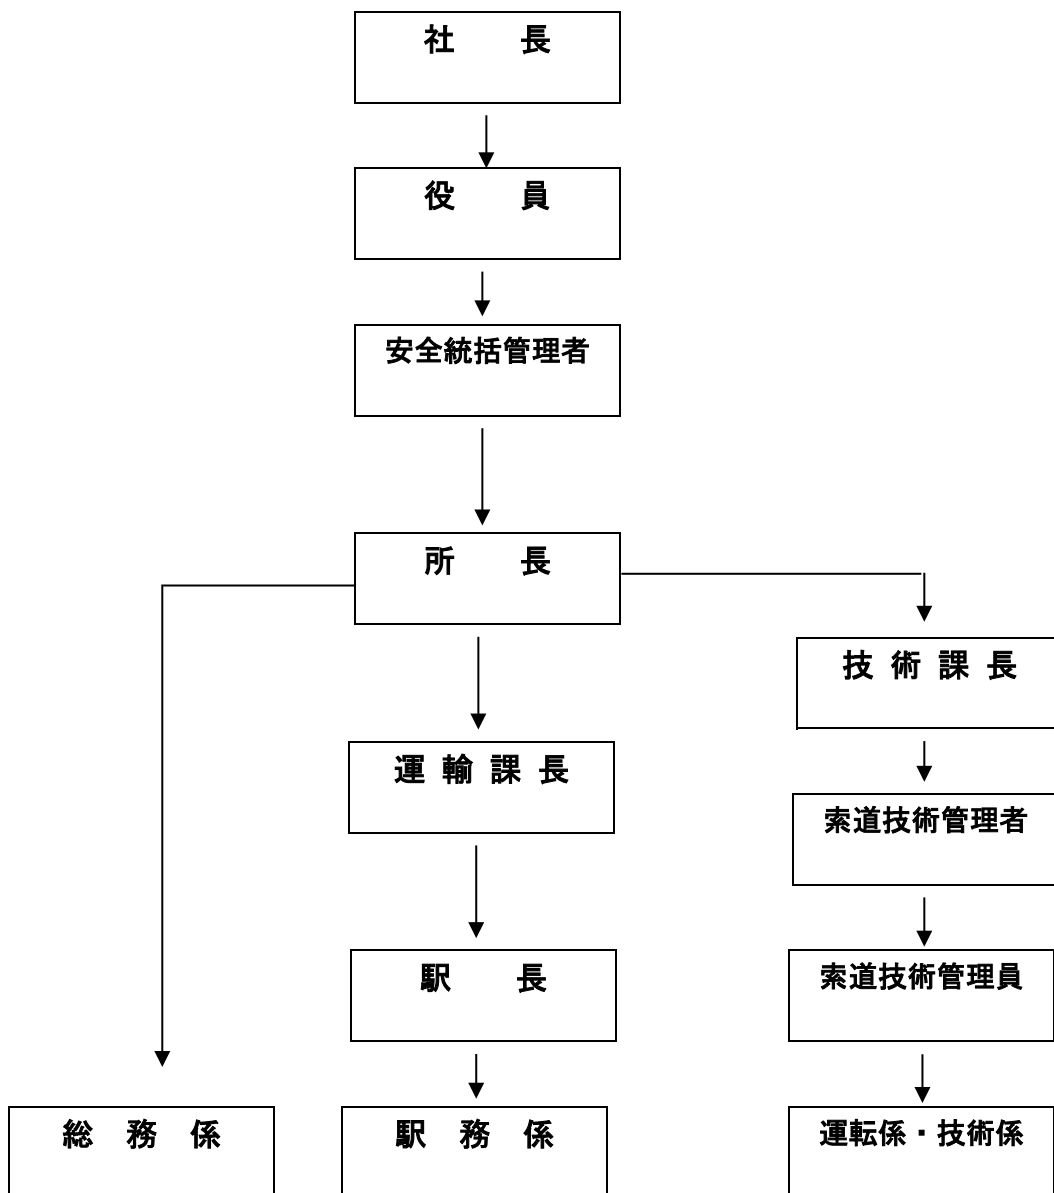 社長
役員
安全統括管理者
所長
技術課長
運輸課長
索道技術管理者
駅長
索道技術管理員
総務係
駅務係
運転係・技術係